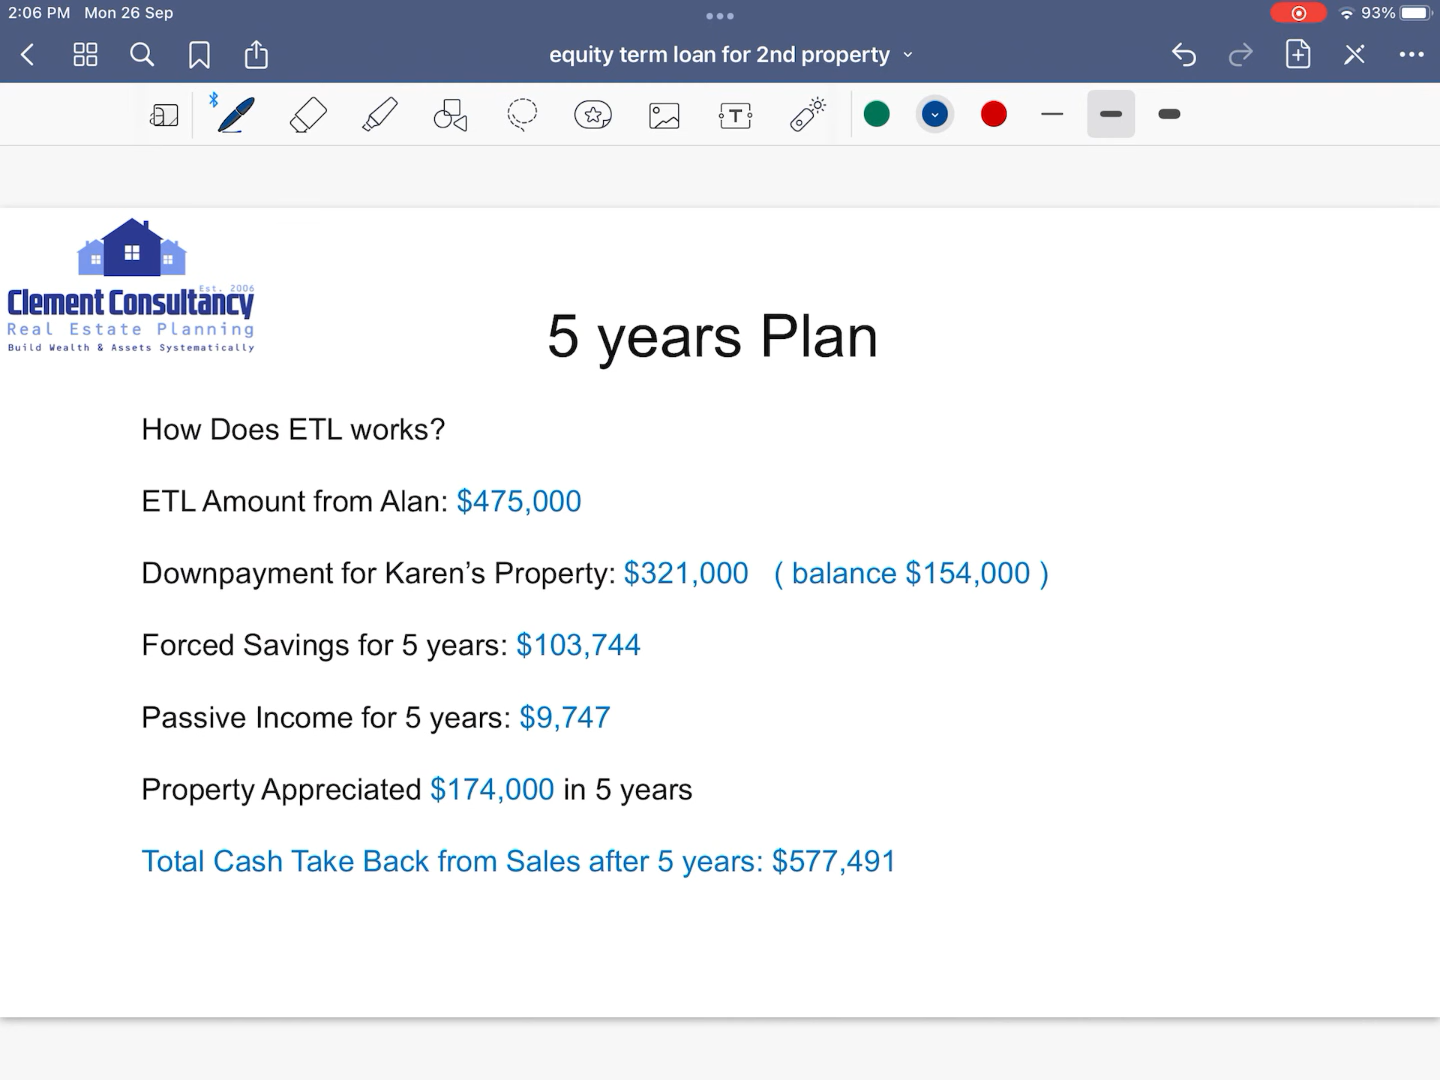 2:06 PM Mon 26 Sep
93%
equity term loan for 2nd property
T
Est. 2006
Clement Consultancy
Real Estate Planning
Build Wealth & Assets Systematically
5 years Plan
How Does ETL works?
ETL Amount from Alan: $475,000
Downpayment for Karen’s Property: $321,000 ( balance $154,000 )
Forced Savings for 5 years: $103,744
Passive Income for 5 years: $9,747
Property Appreciated $174,000 in 5 years
Total Cash Take Back from Sales after 5 years: $577,491